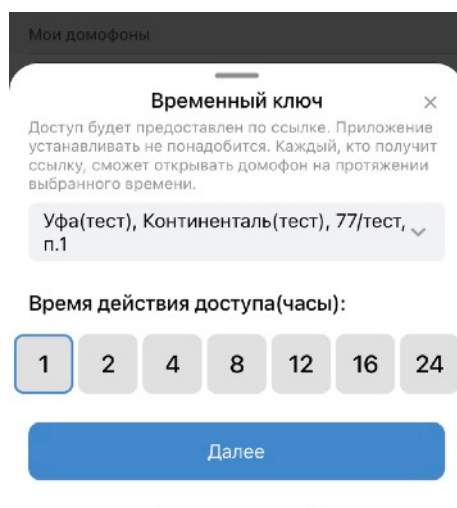 Мои домофоны
Временный ключ
Доступ будет предоставлен по ссылке. Приложение
устанавливать не понадобится. Каждый, кто получит
ссылку, сможет открывать домофон на протяжении
выбранного времени.
Уфа(тест), Континенталь(тест), 77/тест,
п.1
Время действия доступа(часы):
1 2 4 8 12 16 24
Далее